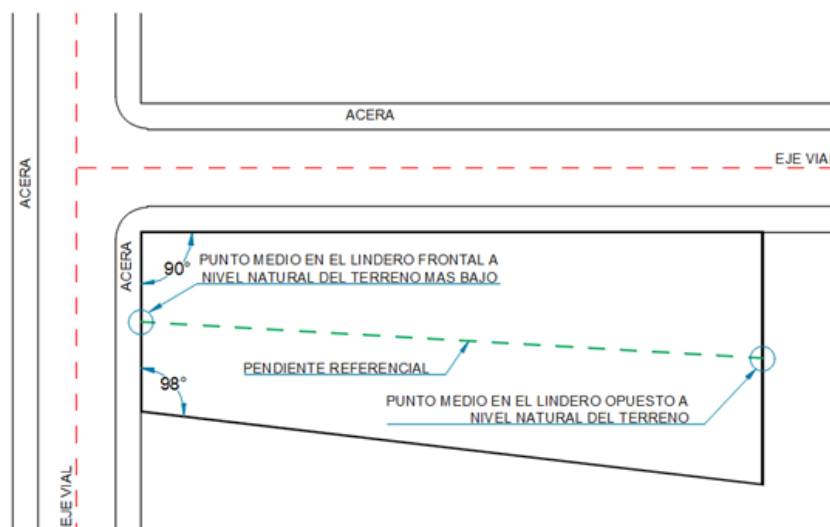 ACERA
EJE VIAL
ACERA
ACERA
90°
PUNTO MEDIO EN EL LINDERO FRONTAL A
NIVEL NATURAL DEL TERRENO MAS BAJO
PENDIENTE REFERENCIAL
98°
PUNTO MEDIO EN EL LINDERO OPUESTO A
NIVEL NATURAL DEL TERRENO
EJE VIAL